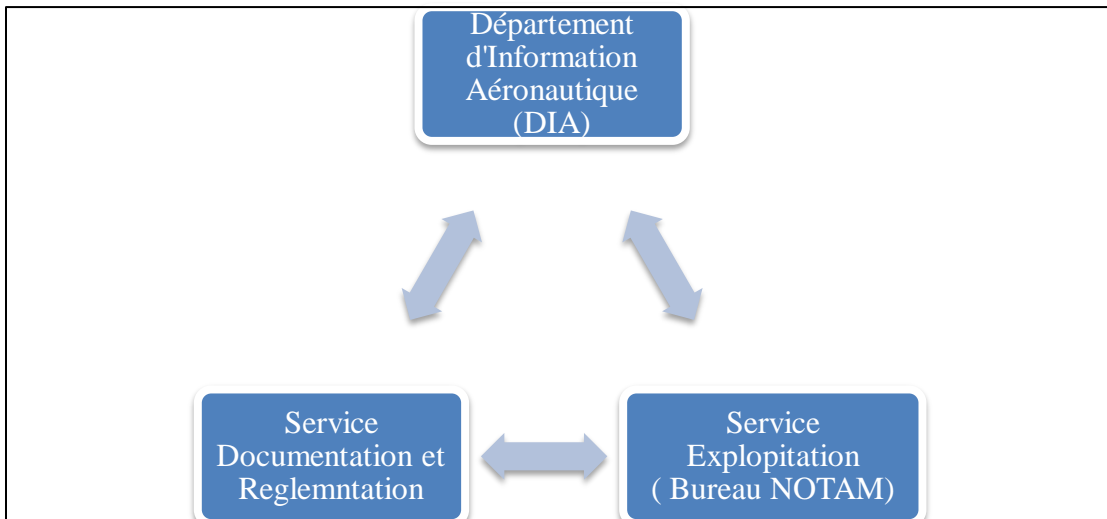 Département
d'Information
Aéronautique
(DIA)
Service
Documentation et
Reglemntation
Service
Explopitation
( Bureau NOTAM)